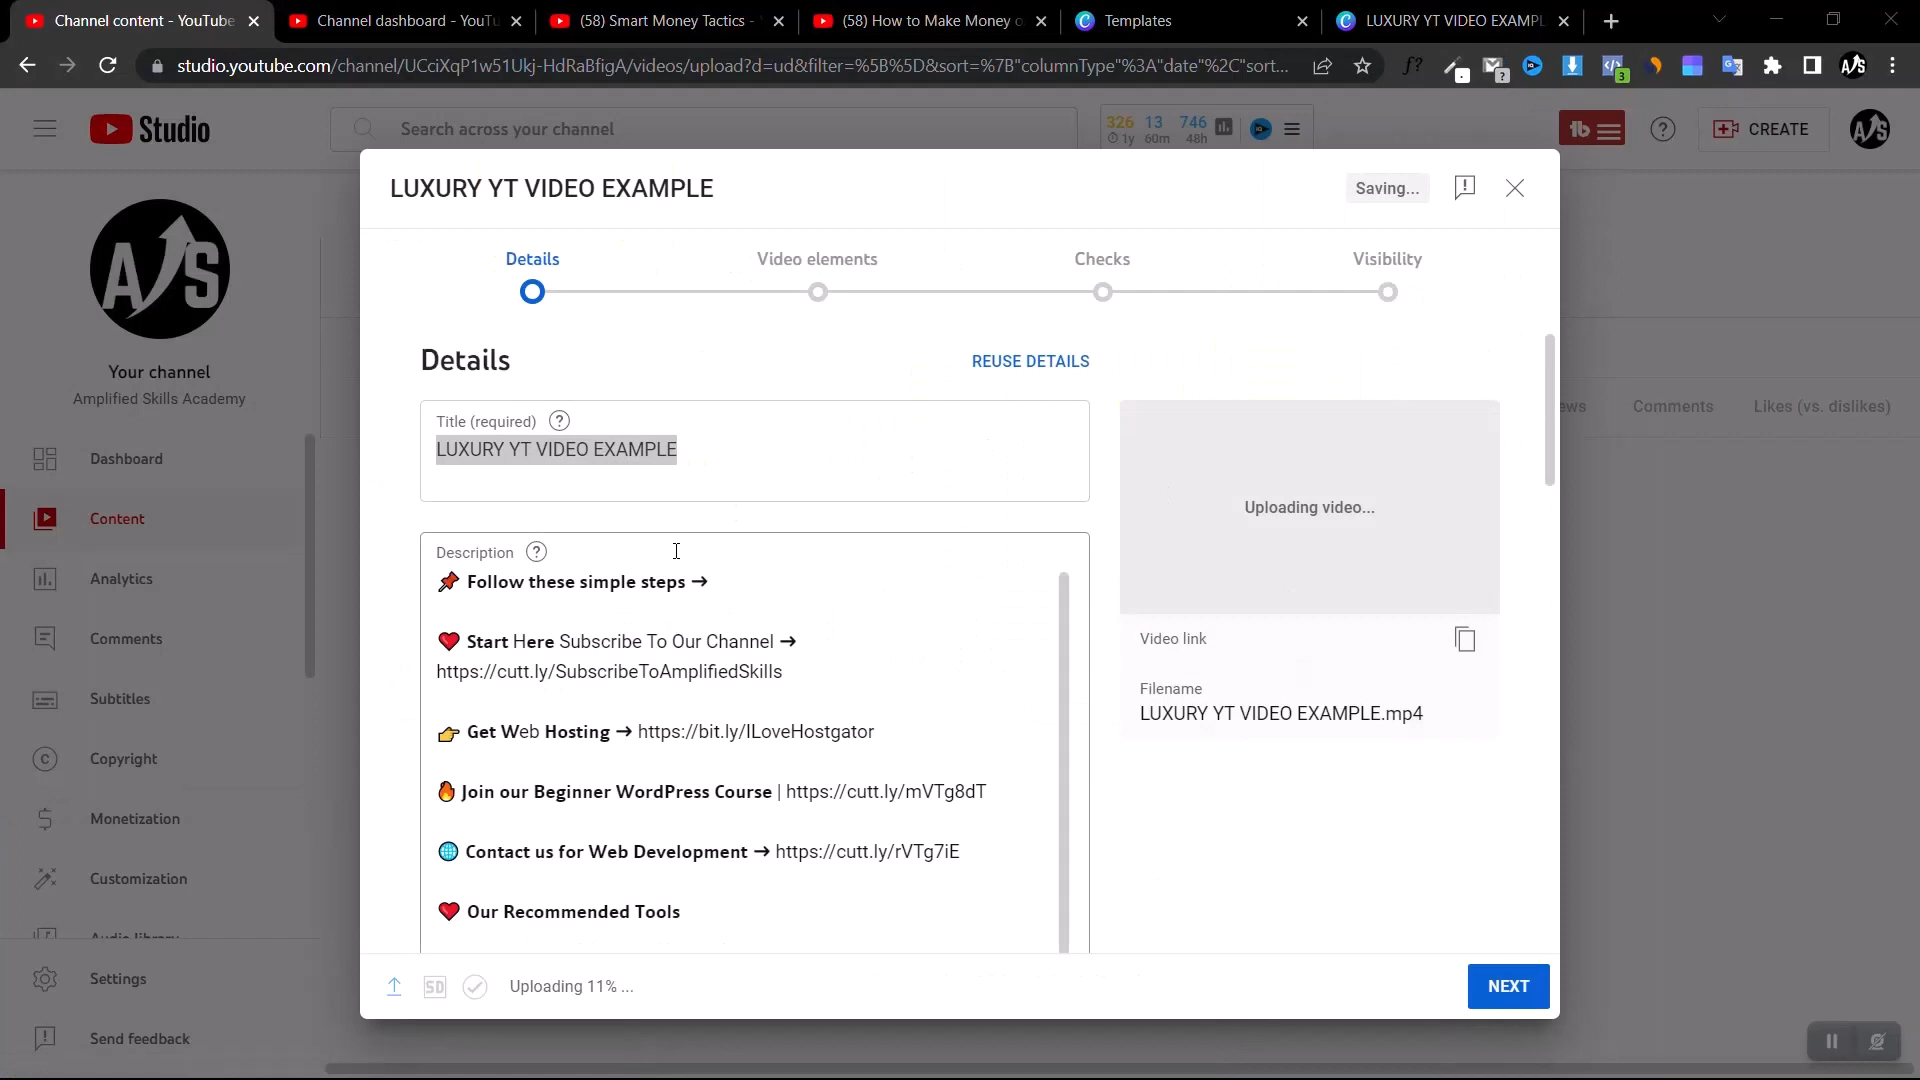 Channel content - YouTube
Channel dashboard - YouTu
(58) Smart Money Tactics -
(58) How to Make Money o
Templates
LUXURY YT VIDEO EXAMPL
studio.youtube.com/channel/UCciXqP1w51Ukj-HdRaBfigA/videos/upload?d=ud&filter=%5B%5D&sort=%7B"columnType"%3A"date"%2C"sort...
Studio
Search across your channel
326 13 746
1y 60m 48h
CREATE
LUXURY YT VIDEO EXAMPLE
Saving...
Details
Video elements
Checks
Visibility
Your channel
Amplified Skills Academy
Dashboard
Content
Analytics
Comments
Subtitles
Copyright
Monetization
Customization
Audio library
Settings
Send feedback
Details
REUSE DETAILS
Title (required)
LUXURY YT VIDEO EXAMPLE
Description
📌 Follow these simple steps →
❤️ Start Here Subscribe To Our Channel →
https://cutt.ly/SubscribeToAmplifiedSkills
👉 Get Web Hosting → https://bit.ly/ILoveHostgator
🔥 Join our Beginner WordPress Course | https://cutt.ly/mVTg8dT
🌐 Contact us for Web Development → https://cutt.ly/rVTg7iE
❤️ Our Recommended Tools
Uploading video...
Video link
Filename
LUXURY YT VIDEO EXAMPLE.mp4
ews
Comments
Likes (vs. dislikes)
SD
Uploading 11% ...
NEXT